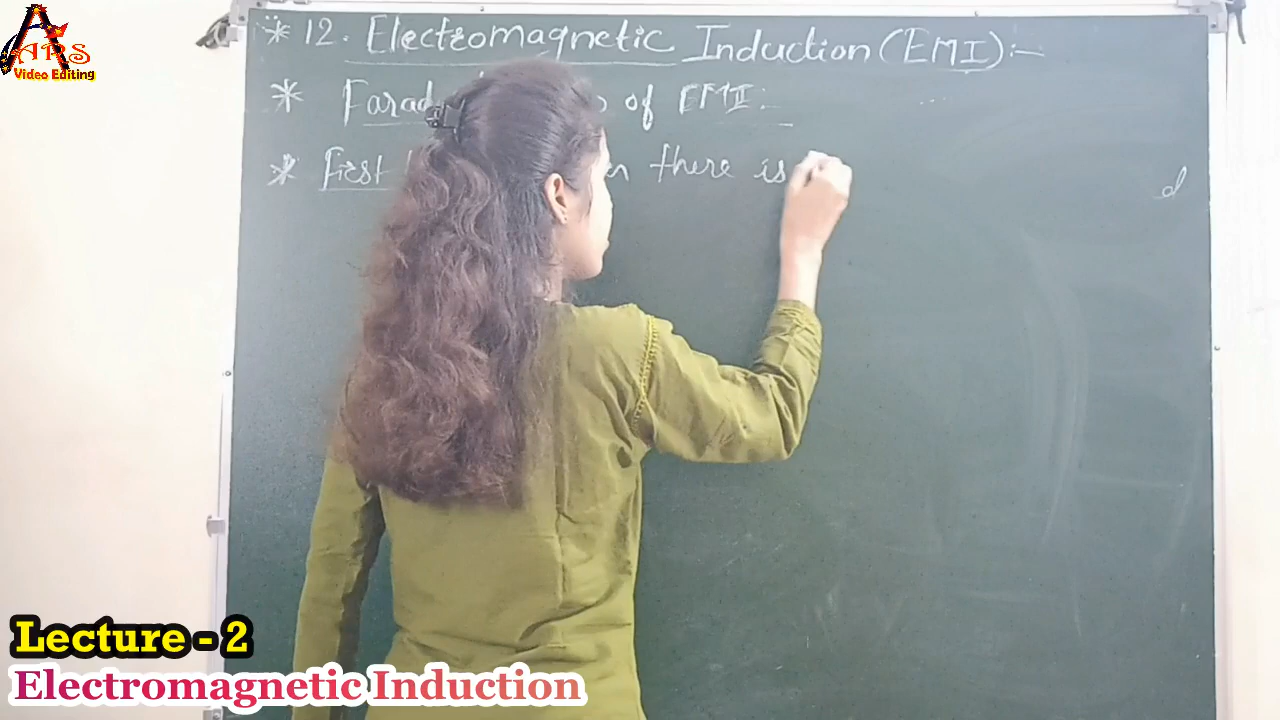 ARS
Video Editing
* 12. Electromagnetic Induction (EMI):-
* Farad of EMI:-
* First there is
d
Lecture - 2
Electromagnetic Induction